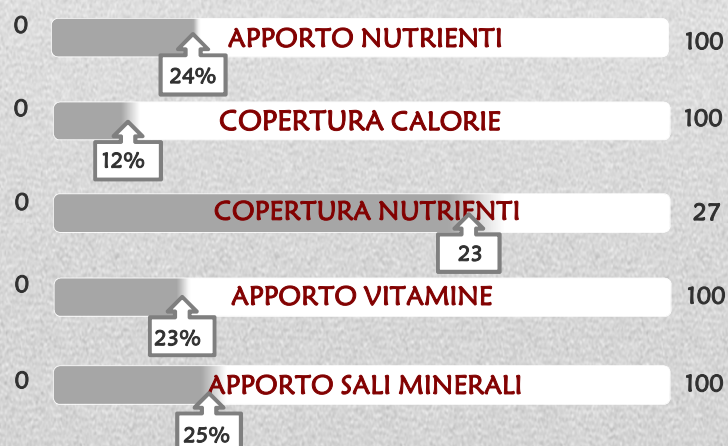 0 APPORTO NUTRIENTI 100
24%
0 COPERTURA CALORIE 100
12%
0 COPERTURA NUTRIENTI 27
23
0 APPORTO VITAMINE 100
23%
0 APPORTO SALI MINERALI 100
25%